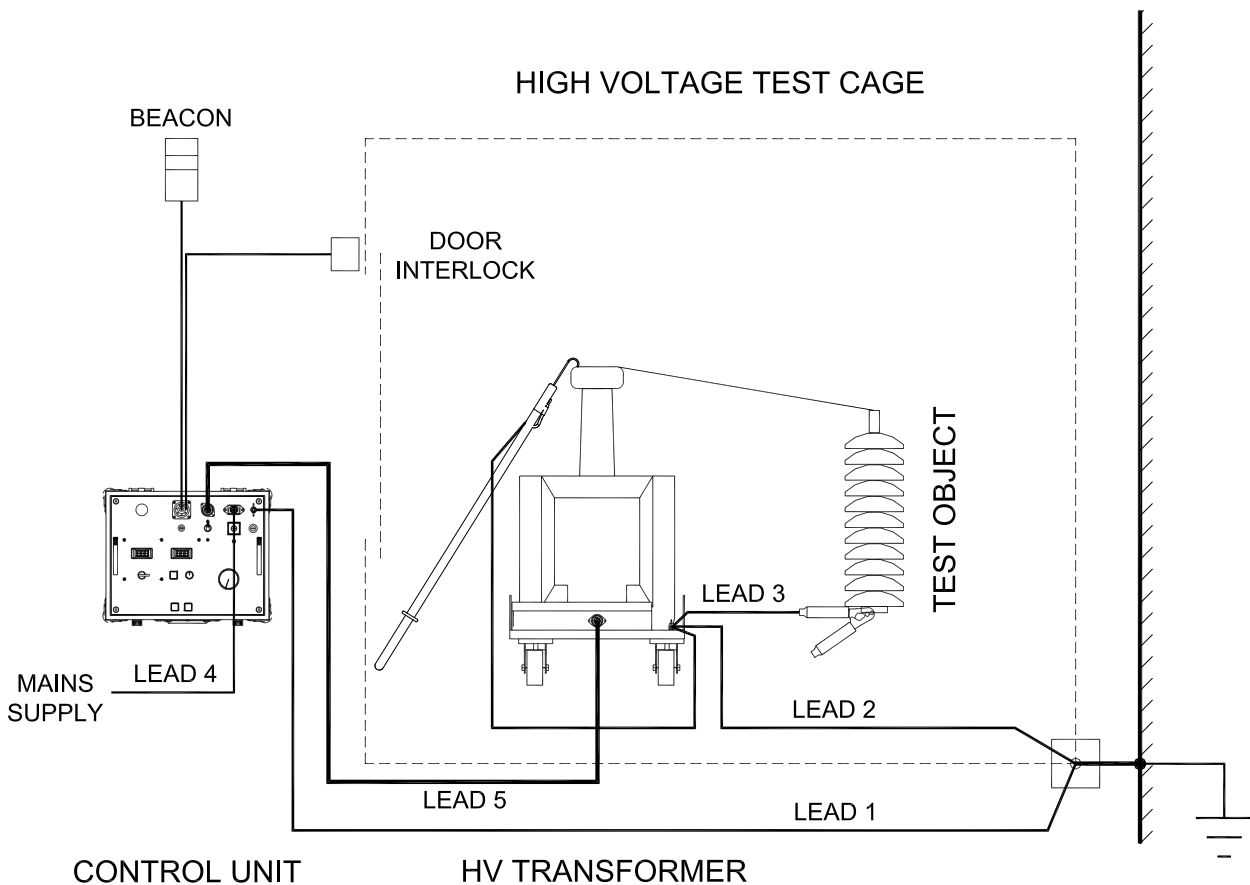 HIGH VOLTAGE TEST CAGE
BEACON
DOOR
INTERLOCK
TEST OBJECT
LEAD 3
LEAD 4
MAINS
SUPPLY
LEAD 2
LEAD 5
LEAD 1
CONTROL UNIT
HV TRANSFORMER